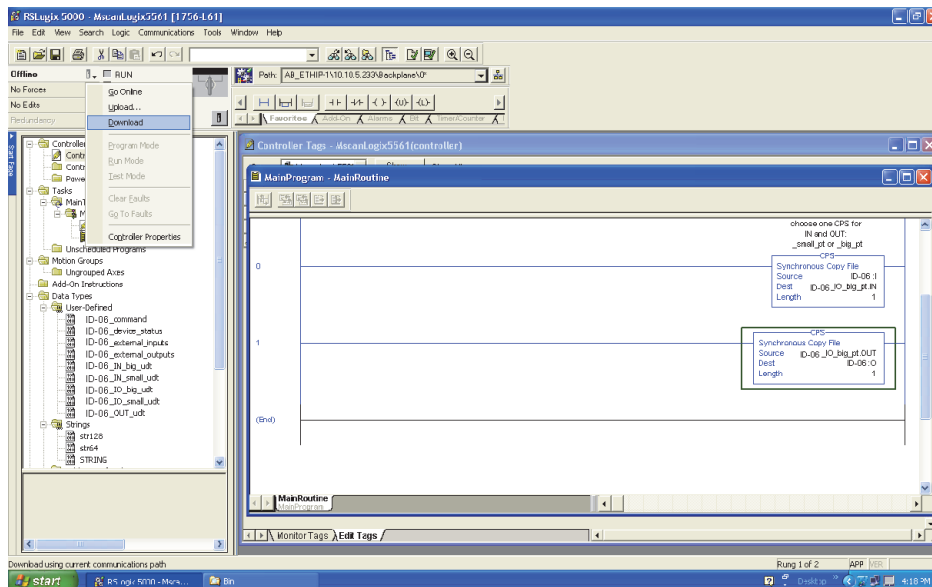 RSLogix 5000 - MscanLogix5561 [1756-L61]
File Edit View Search Logic Communications Tools Window Help
Offline
RUN
Path: AB_ETHIP-1\10.10.5.233\Backplane\0*
No Forces
No Edits
Redundancy
Go Online
Upload...
Download
Program Mode
Run Mode
Test Mode
Clear Faults
Go To Faults
Controller Properties
Favorites Add-On Alarms Bit Timer/Counter
Start Page
Controller
Contr
Contr
Powe
Tasks
MainT
M
Unscheduled Programs
Motion Groups
Ungrouped Axes
Add-On Instructions
Data Types
User-Defined
ID-06_command
ID-06_device_status
ID-06_external_inputs
ID-06_external_outputs
ID-06_IN_big_udt
ID-06_IN_small_udt
ID-06_IO_big_udt
ID-06_IO_small_udt
ID-06_OUT_udt
Strings
str128
str64
STRING
Controller Tags - MscanLogix5561(controller)
MainProgram - MainRoutine
choose one CPS for
IN and OUT:
_small_pt or _big_pt
0
CPS
Synchronous Copy File
Source ID-06:I
Dest ID-06_IO_big_pt.IN
Length 1
1
CPS
Synchronous Copy File
Source ID-06_IO_big_pt.OUT
Dest ID-06:O
Length 1
(End)
MainRoutine
MainProgram
Monitor Tags Edit Tags
Download using current communications path
Rung 1 of 2
APP VER
start
RSLogix 5000 - Msca...
Bin
Desktop
4:18 PM